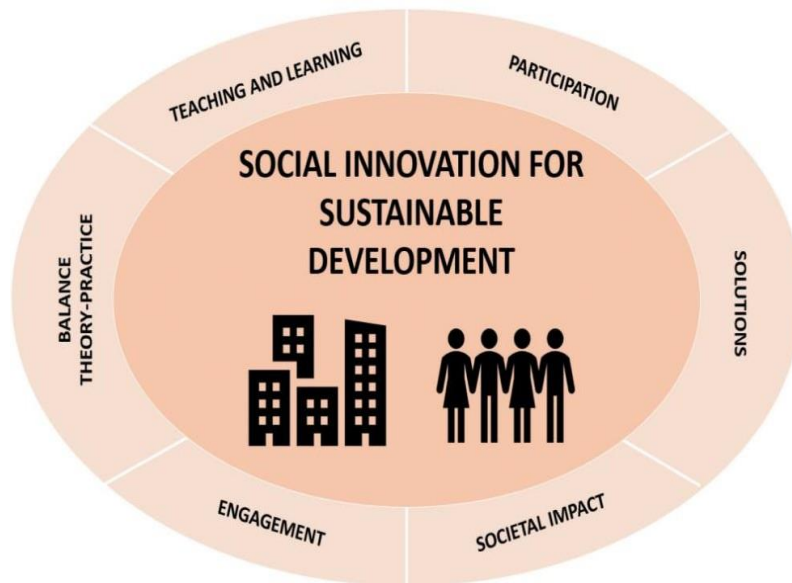 TEACHING AND LEARNING
PARTICIPATION
SOCIAL INNOVATION FOR
SUSTAINABLE
DEVELOPMENT
BALANCE
THEORY-PRACTICE
SOLUTIONS
ENGAGEMENT
SOCIETAL IMPACT